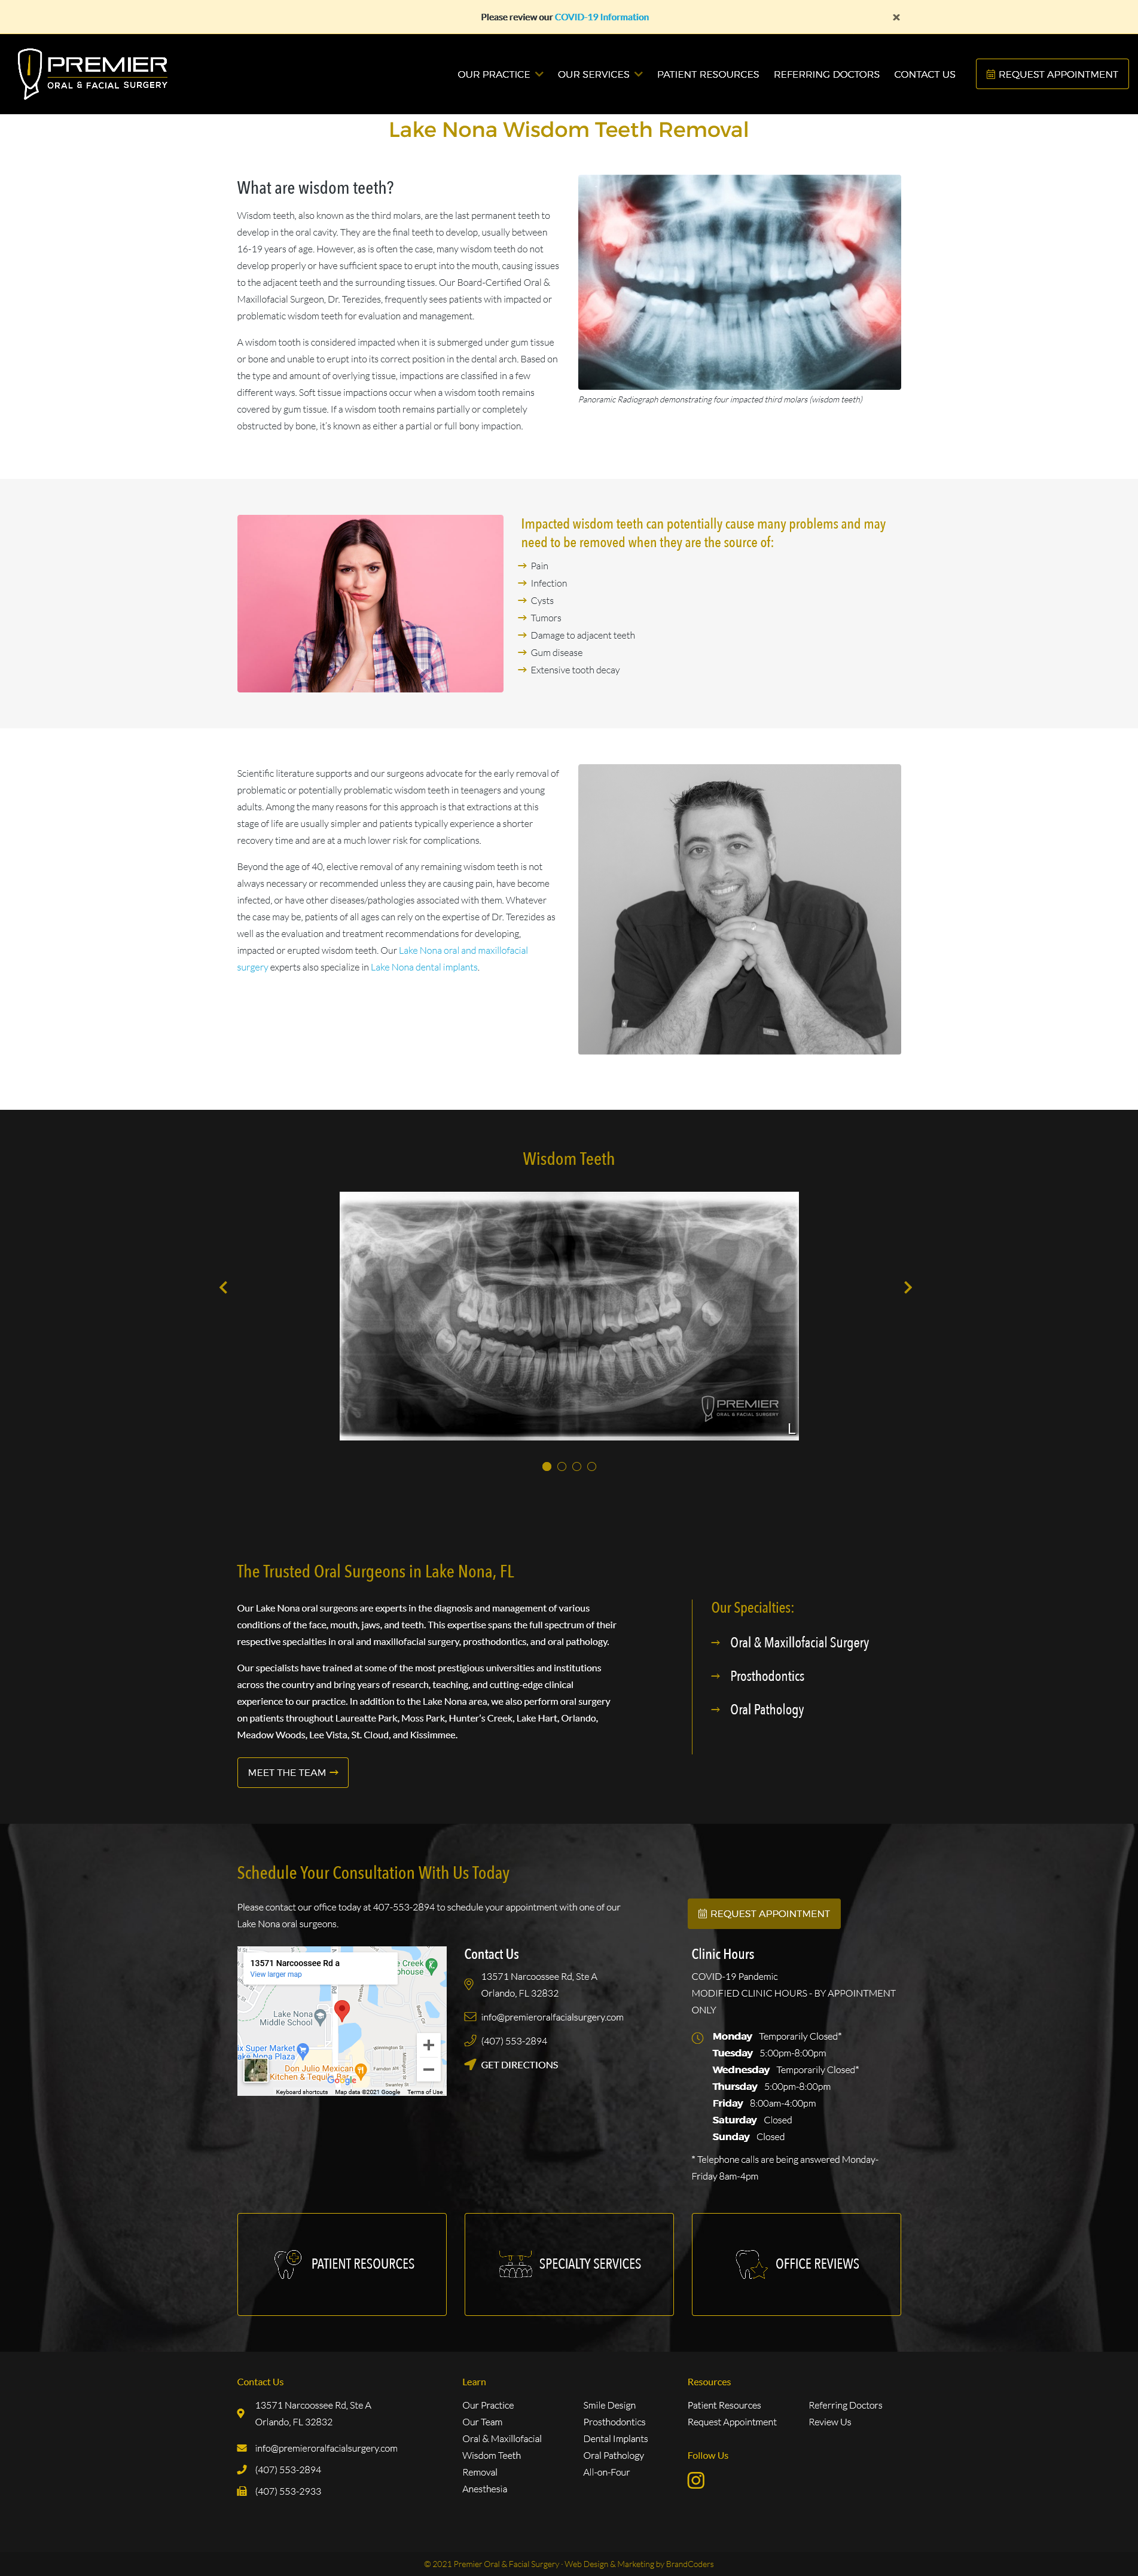 Please review our COVID-19 Information ×
PREMIER
ORAL & FACIAL SURGERY
OUR PRACTICE OUR SERVICES PATIENT RESOURCES REFERRING DOCTORS CONTACT US REQUEST APPOINTMENT
Lake Nona Wisdom Teeth Removal
What are wisdom teeth?
Wisdom teeth, also known as the third molars, are the last permanent teeth to
develop in the oral cavity. They are the final teeth to develop, usually between
16-19 years of age. However, as is often the case, many wisdom teeth do not
develop properly or have sufficient space to erupt into the mouth, causing issues
to the adjacent teeth and the surrounding tissues. Our Board-Certified Oral &
Maxillofacial Surgeon, Dr. Terezides, frequently sees patients with impacted or
problematic wisdom teeth for evaluation and management.
A wisdom tooth is considered impacted when it is submerged under gum tissue
or bone and unable to erupt into its correct position in the dental arch. Based on
the type and amount of overlying tissue, impactions are classified in a few
different ways. Soft tissue impactions occur when a wisdom tooth remains
covered by gum tissue. If a wisdom tooth remains partially or completely
obstructed by bone, it's known as either a partial or full bony impaction.
Panoramic Radiograph demonstrating four impacted third molars (wisdom teeth)
Impacted wisdom teeth can potentially cause many problems and may
need to be removed when they are the source of:
Pain
Infection
Cysts
Tumors
Damage to adjacent teeth
Gum disease
Extensive tooth decay
Scientific literature supports and our surgeons advocate for the early removal of
problematic or potentially problematic wisdom teeth in teenagers and young
adults. Among the many reasons for this approach is that extractions at this
stage of life are usually simpler and patients typically experience a shorter
recovery time and are at a much lower risk for complications.
Beyond the age of 40, elective removal of any remaining wisdom teeth is not
always necessary or recommended unless they are causing pain, have become
infected, or have other diseases/pathologies associated with them. Whatever
the case may be, patients of all ages can rely on the expertise of Dr. Terezides as
well as the evaluation and treatment recommendations for developing,
impacted or erupted wisdom teeth. Our Lake Nona oral and maxillofacial
surgery experts also specialize in Lake Nona dental implants.
Wisdom Teeth
PREMIER
ORAL & FACIAL SURGERY
L
The Trusted Oral Surgeons in Lake Nona, FL
Our Lake Nona oral surgeons are experts in the diagnosis and management of various
conditions of the face, mouth, jaws, and teeth. This expertise spans the full spectrum of their
respective specialties in oral and maxillofacial surgery, prosthodontics, and oral pathology.
Our specialists have trained at some of the most prestigious universities and institutions
across the country and bring years of research, teaching, and cutting-edge clinical
experience to our practice. In addition to the Lake Nona area, we also perform oral surgery
on patients throughout Laureate Park, Moss Park, Hunter's Creek, Lake Hart, Orlando,
Meadow Woods, Lee Vista, St. Cloud, and Kissimmee.
MEET THE TEAM
Our Specialties:
Oral & Maxillofacial Surgery
Prosthodontics
Oral Pathology
Schedule Your Consultation With Us Today
Please contact our office today at 407-553-2894 to schedule your appointment with one of our
Lake Nona oral surgeons.
REQUEST APPOINTMENT
13571 Narcoossee Rd a
View larger map
e Creek
phouse
Lake Nona
Middle School
ix Super Market
ke Nona Plaza
Don Julio Mexican
Kitchen & Tequila Bar
Google
Keyboard shortcuts Map data ©2021 Google Terms of Use
Contact Us
13571 Narcoossee Rd, Ste A
Orlando, FL 32832
info@premieroralfacialsurgery.com
(407) 553-2894
GET DIRECTIONS
Clinic Hours
COVID-19 Pandemic
MODIFIED CLINIC HOURS - BY APPOINTMENT
ONLY
Monday Temporarily Closed*
Tuesday 5:00pm-8:00pm
Wednesday Temporarily Closed*
Thursday 5:00pm-8:00pm
Friday 8:00am-4:00pm
Saturday Closed
Sunday Closed
* Telephone calls are being answered Monday-
Friday 8am-4pm
PATIENT RESOURCES
SPECIALTY SERVICES
OFFICE REVIEWS
Contact Us
13571 Narcoossee Rd, Ste A
Orlando, FL 32832
info@premieroralfacialsurgery.com
(407) 553-2894
(407) 553-2933
Learn
Our Practice
Our Team
Oral & Maxillofacial
Wisdom Teeth
Removal
Anesthesia
Smile Design
Prosthodontics
Dental Implants
Oral Pathology
All-on-Four
Resources
Patient Resources
Request Appointment
Referring Doctors
Review Us
Follow Us
© 2021 Premier Oral & Facial Surgery · Web Design & Marketing by BrandCoders